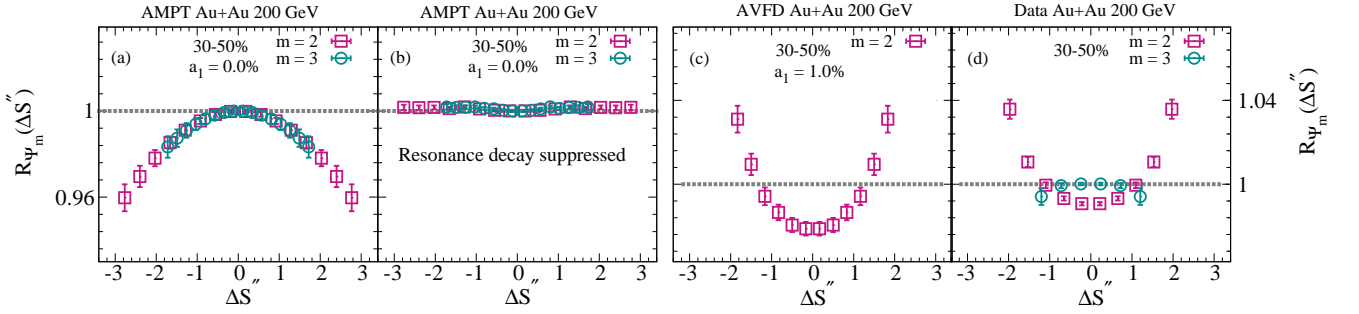 AMPT Au+Au 200 GeV
AMPT Au+Au 200 GeV
AVFD Au+Au 200 GeV
Data Au+Au 200 GeV
(a)
30-50%
a₁ = 0.0%
m = 2
m = 3
(b)
30-50%
a₁ = 0.0%
m = 2
m = 3
Resonance decay suppressed
(c)
30-50%
a₁ = 1.0%
m = 2
(d)
30-50%
m = 2
m = 3
R_Ψₘ(ΔS″)
1
0.96
1.04
1
R_Ψₘ(ΔS″)
-3 -2 -1 0 1 2 3
-3 -2 -1 0 1 2 3
-3 -2 -1 0 1 2 3
-3 -2 -1 0 1 2 3
ΔS″
ΔS″
ΔS″
ΔS″